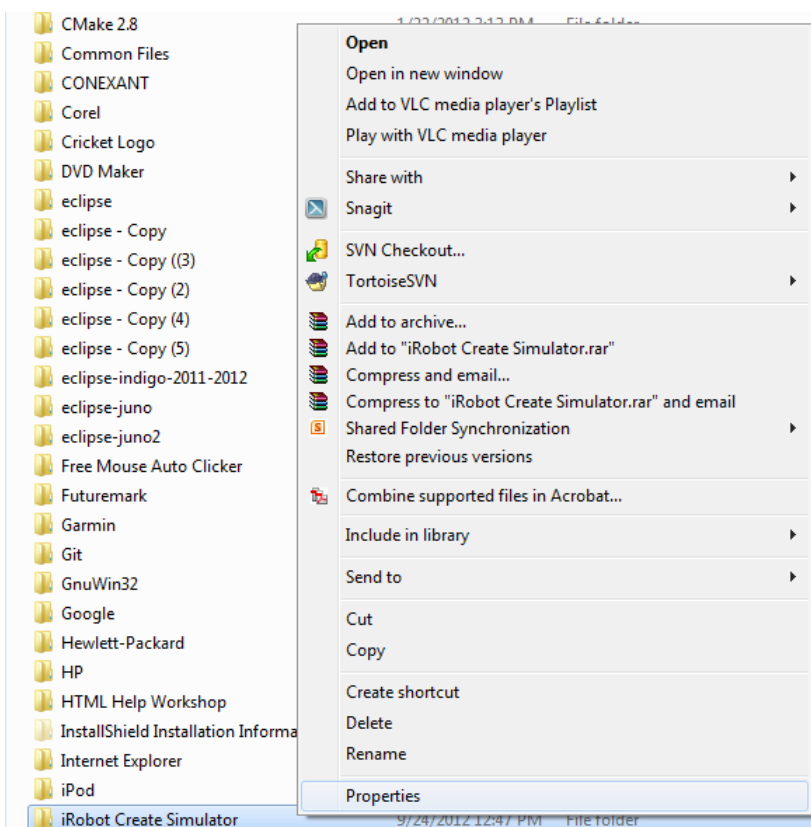 CMake 2.8
Common Files
CONEXANT
Corel
Cricket Logo
DVD Maker
eclipse
eclipse - Copy
eclipse - Copy ((3)
eclipse - Copy (2)
eclipse - Copy (4)
eclipse - Copy (5)
eclipse-indigo-2011-2012
eclipse-juno
eclipse-juno2
Free Mouse Auto Clicker
Futuremark
Garmin
Git
GnuWin32
Google
Hewlett-Packard
HP
HTML Help Workshop
InstallShield Installation Informa
Internet Explorer
iPod
iRobot Create Simulator 9/24/2012 12:47 PM File folder
Open
Open in new window
Add to VLC media player's Playlist
Play with VLC media player
Share with
Snagit
SVN Checkout...
TortoiseSVN
Add to archive...
Add to "iRobot Create Simulator.rar"
Compress and email...
Compress to "iRobot Create Simulator.rar" and email
Shared Folder Synchronization
Restore previous versions
Combine supported files in Acrobat...
Include in library
Send to
Cut
Copy
Create shortcut
Delete
Rename
Properties